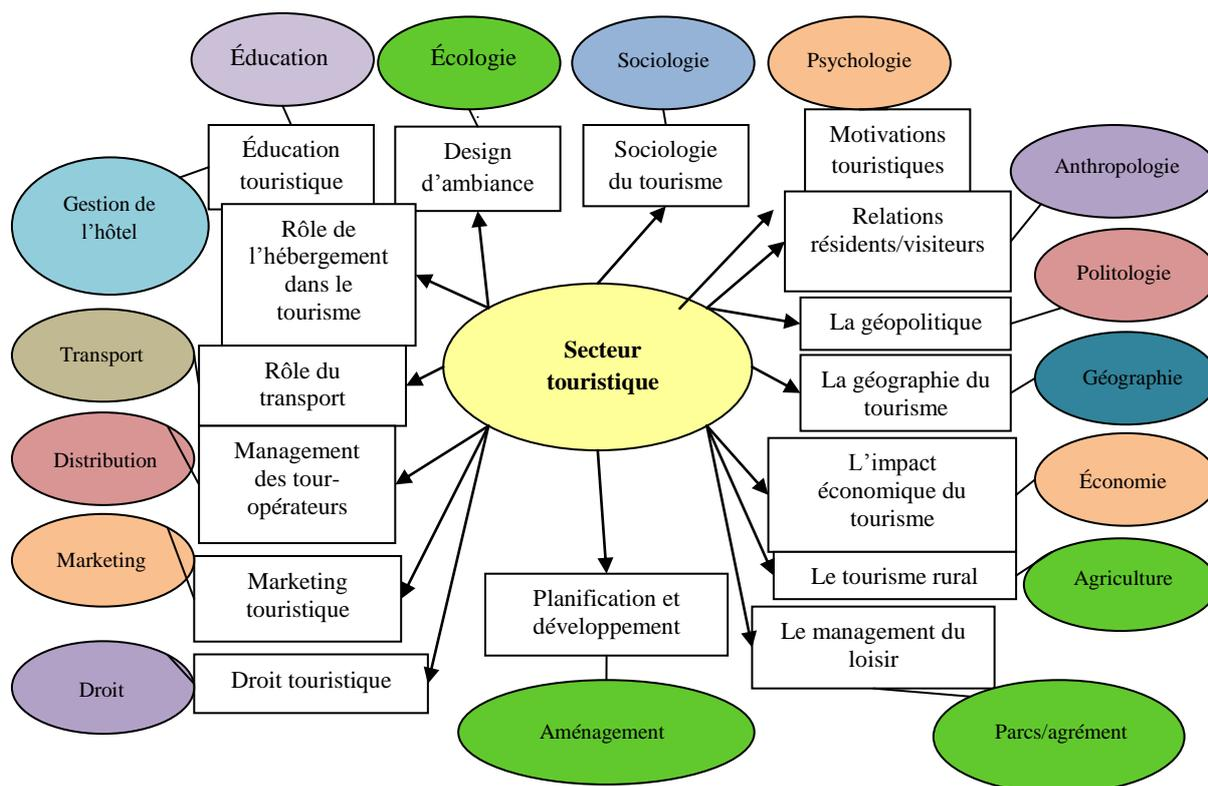 Éducation
Écologie
Sociologie
Psychologie
Éducation
touristique
Design
d’ambiance
Sociologie
du tourisme
Motivations
touristiques
Anthropologie
Gestion de
l’hôtel
Rôle de
l’hébergement
dans le
tourisme
Relations
résidents/visiteurs
Politologie
La géopolitique
Transport
Rôle du
transport
Secteur
touristique
La géographie du
tourisme
Géographie
Distribution
Management
des tour-
opérateurs
L’impact
économique du
tourisme
Économie
Marketing
Marketing
touristique
Planification et
développement
Le tourisme rural
Agriculture
Le management du
loisir
Droit
Droit touristique
Aménagement
Parcs/agrément